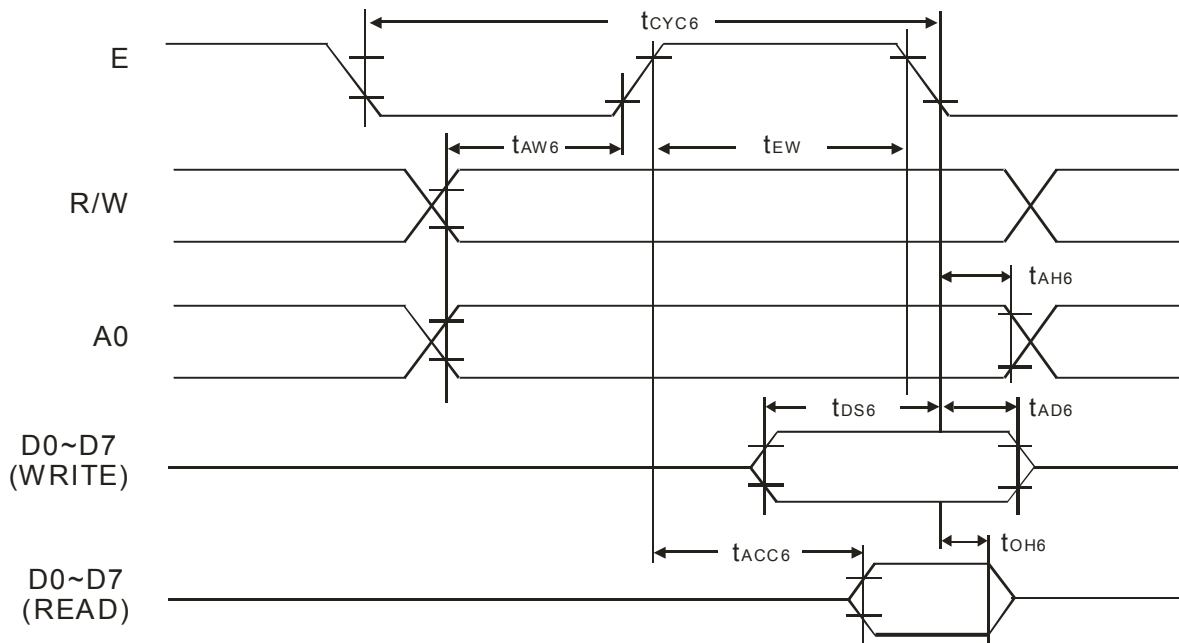 tCYC6
E
tAW6
tEW
R/W
tAH6
A0
tDS6
tAD6
D0~D7
(WRITE)
tACC6
tOH6
D0~D7
(READ)